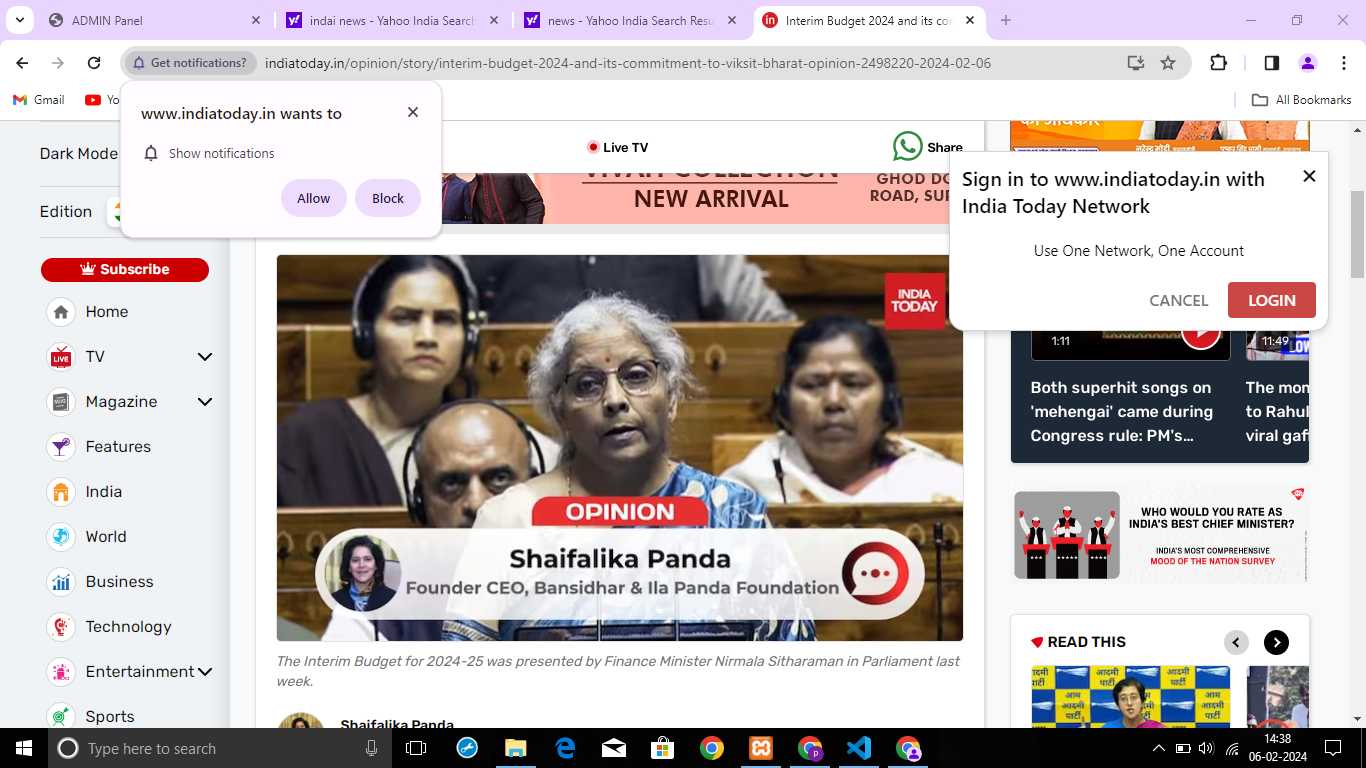 ADMIN Panel
indai news - Yahoo India Search
news - Yahoo India Search Resu
Interim Budget 2024 and its con
Get notifications?
indiatoday.in/opinion/story/interim-budget-2024-and-its-commitment-to-viksit-bharat-opinion-2498220-2024-02-06
Gmail
Yo
All Bookmarks
www.indiatoday.in wants to
Show notifications
Allow
Block
Dark Mode
Edition
Subscribe
Home
LIVE
TV
Magazine
Features
India
World
Business
Technology
Entertainment
Sports
Live TV
Share
VIVAH COLLECTION
NEW ARRIVAL
GHOD DO
ROAD, SUR
Sign in to www.indiatoday.in with
India Today Network
Use One Network, One Account
CANCEL
LOGIN
INDIA
TODAY
OPINION
Shaifalika Panda
Founder CEO, Bansidhar & Ila Panda Foundation
The Interim Budget for 2024-25 was presented by Finance Minister Nirmala Sitharaman in Parliament last
week.
Shaifalika Panda
1:11
11:49
Both superhit songs on
'mehengai' came during
Congress rule: PM's...
The mom
to Rahul
viral gaf
WHO WOULD YOU RATE AS
INDIA'S BEST CHIEF MINISTER?
INDIA'S MOST COMPREHENSIVE
MOOD OF THE NATION SURVEY
READ THIS
आम आदमी पार्टी
Type here to search
14:38
06-02-2024